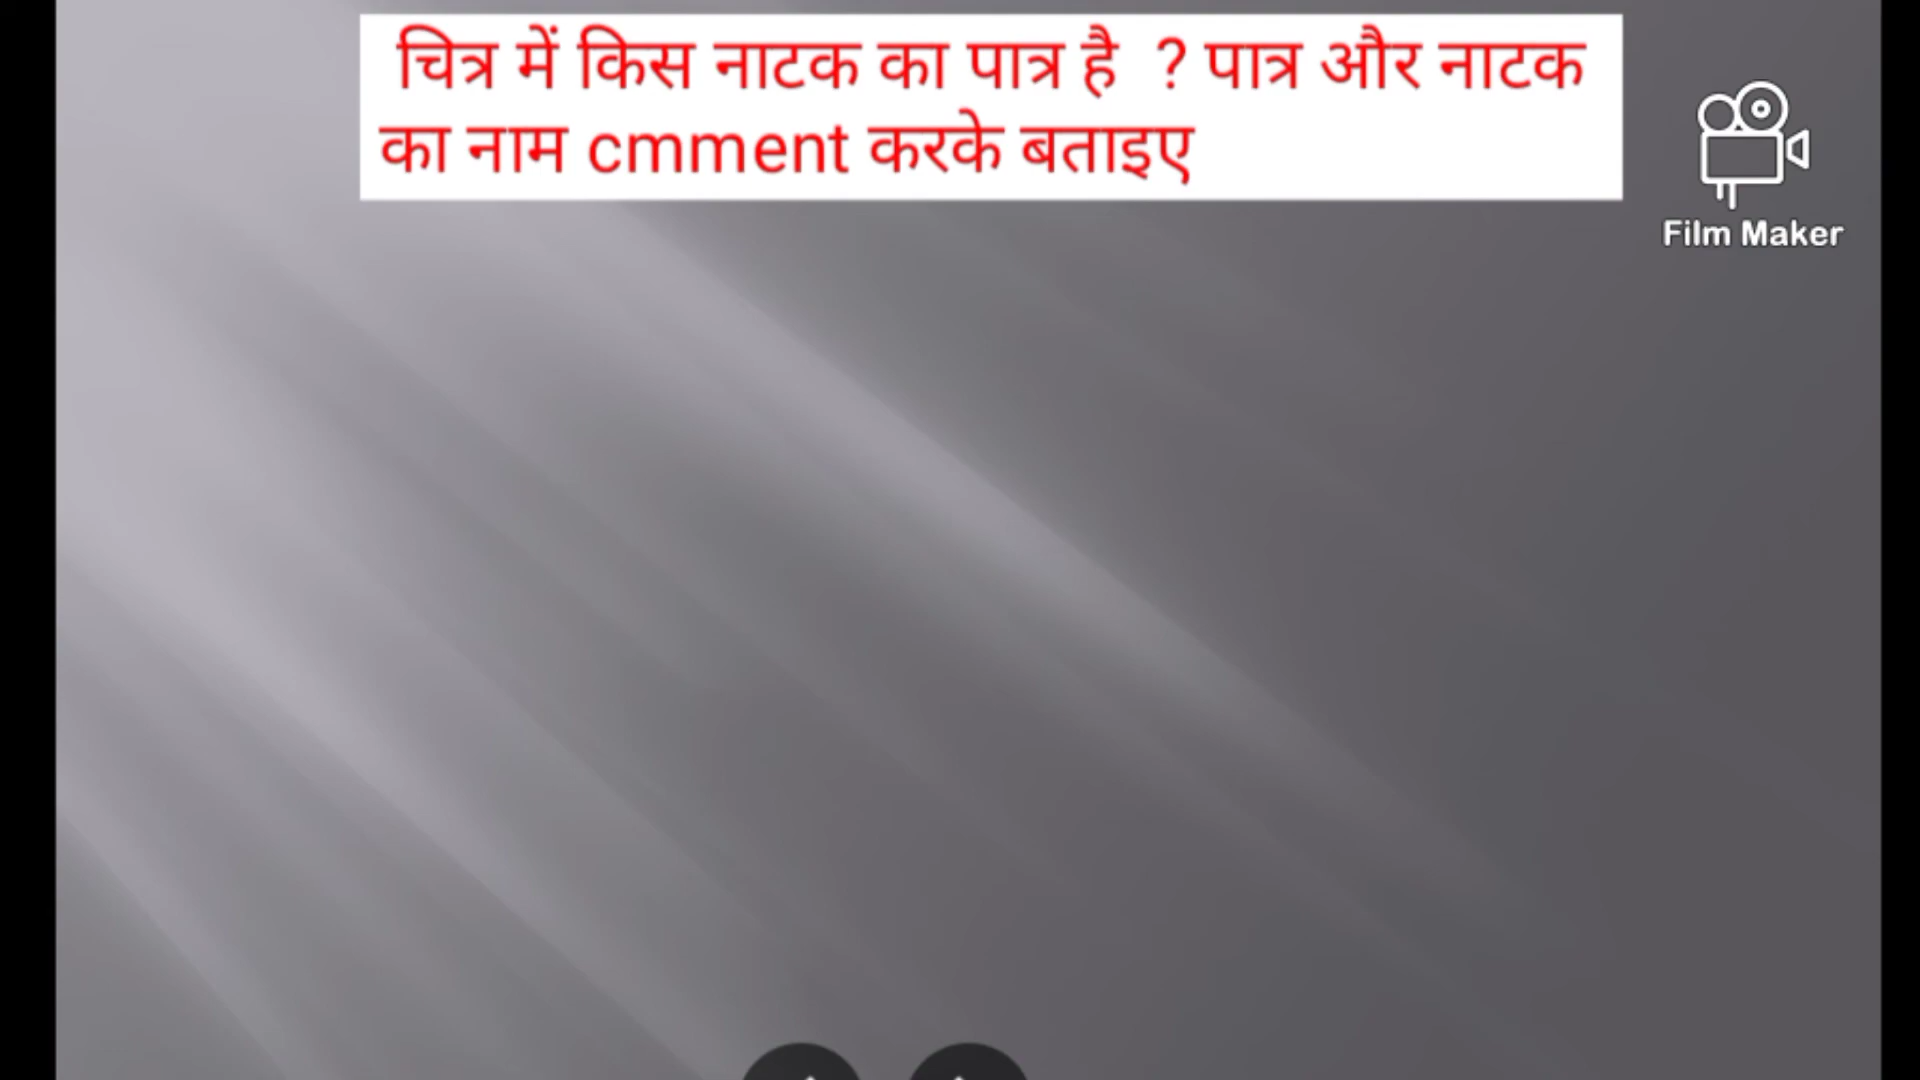 चित्र में किस नाटक का पात्र है ? पात्र और नाटक
का नाम cmment करके बताइए
Film Maker